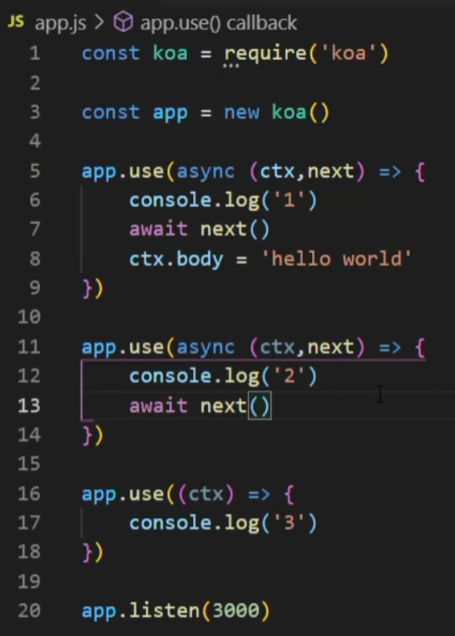 JS app.js > app.use() callback
1 const koa = require('koa')
2
3 const app = new koa()
4
5 app.use(async (ctx,next) => {
6 console.log('1')
7 await next()
8 ctx.body = 'hello world'
9 })
10
11 app.use(async (ctx,next) => {
12 console.log('2')
13 await next()
14 })
15
16 app.use((ctx) => {
17 console.log('3')
18 })
19
20 app.listen(3000)